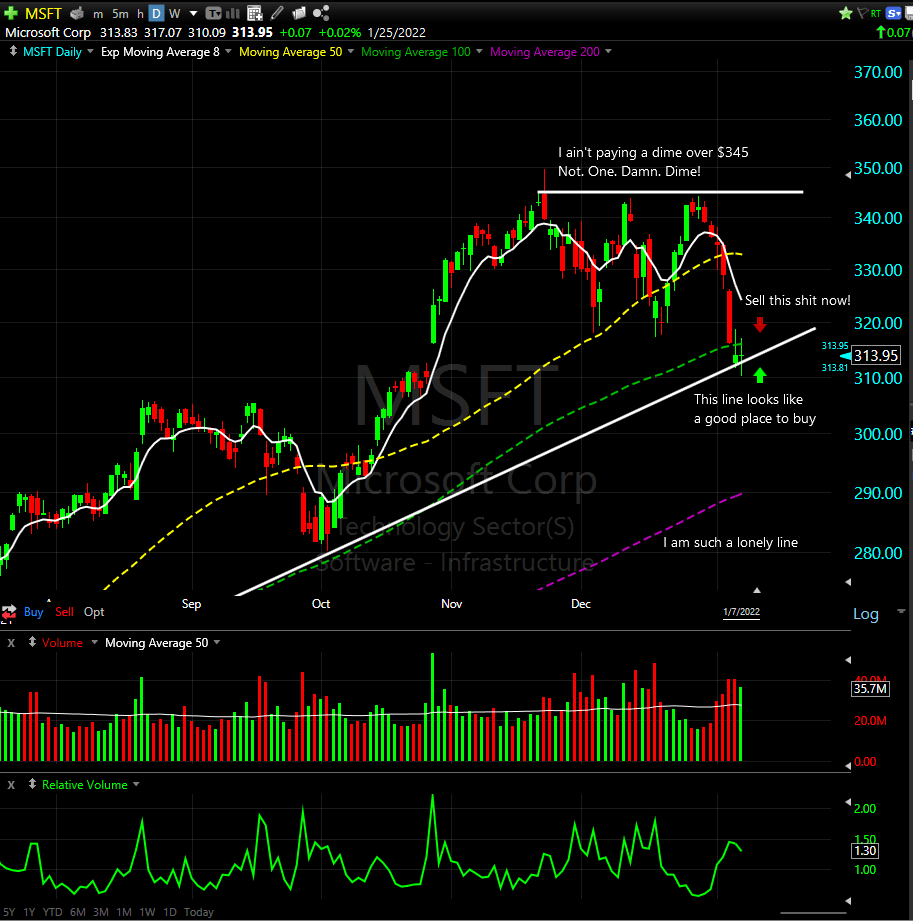 MSFT m 5m h D W T RT S
Microsoft Corp 313.83 317.07 310.09 313.95 +0.07 +0.02% 1/25/2022 0.07
MSFT Daily Exp Moving Average 8 Moving Average 50 Moving Average 100 Moving Average 200
370.00
360.00
I ain't paying a dime over $345
Not. One. Damn. Dime!
350.00
340.00
330.00
Sell this shit now!
320.00
313.95
313.95
313.81
310.00
MSFT
This line looks like
a good place to buy
300.00
Microsoft Corp
290.00
Technology Sector(S)
I am such a lonely line
Software - Infrastructure
280.00
Sep Oct Nov Dec 1/7/2022
Buy Sell Opt Log
X Volume Moving Average 50
40.0M
35.7M
20.0M
0.00
X Relative Volume
2.00
1.50
1.30
1.00
5Y 1Y YTD 6M 3M 1M 1W 1D Today